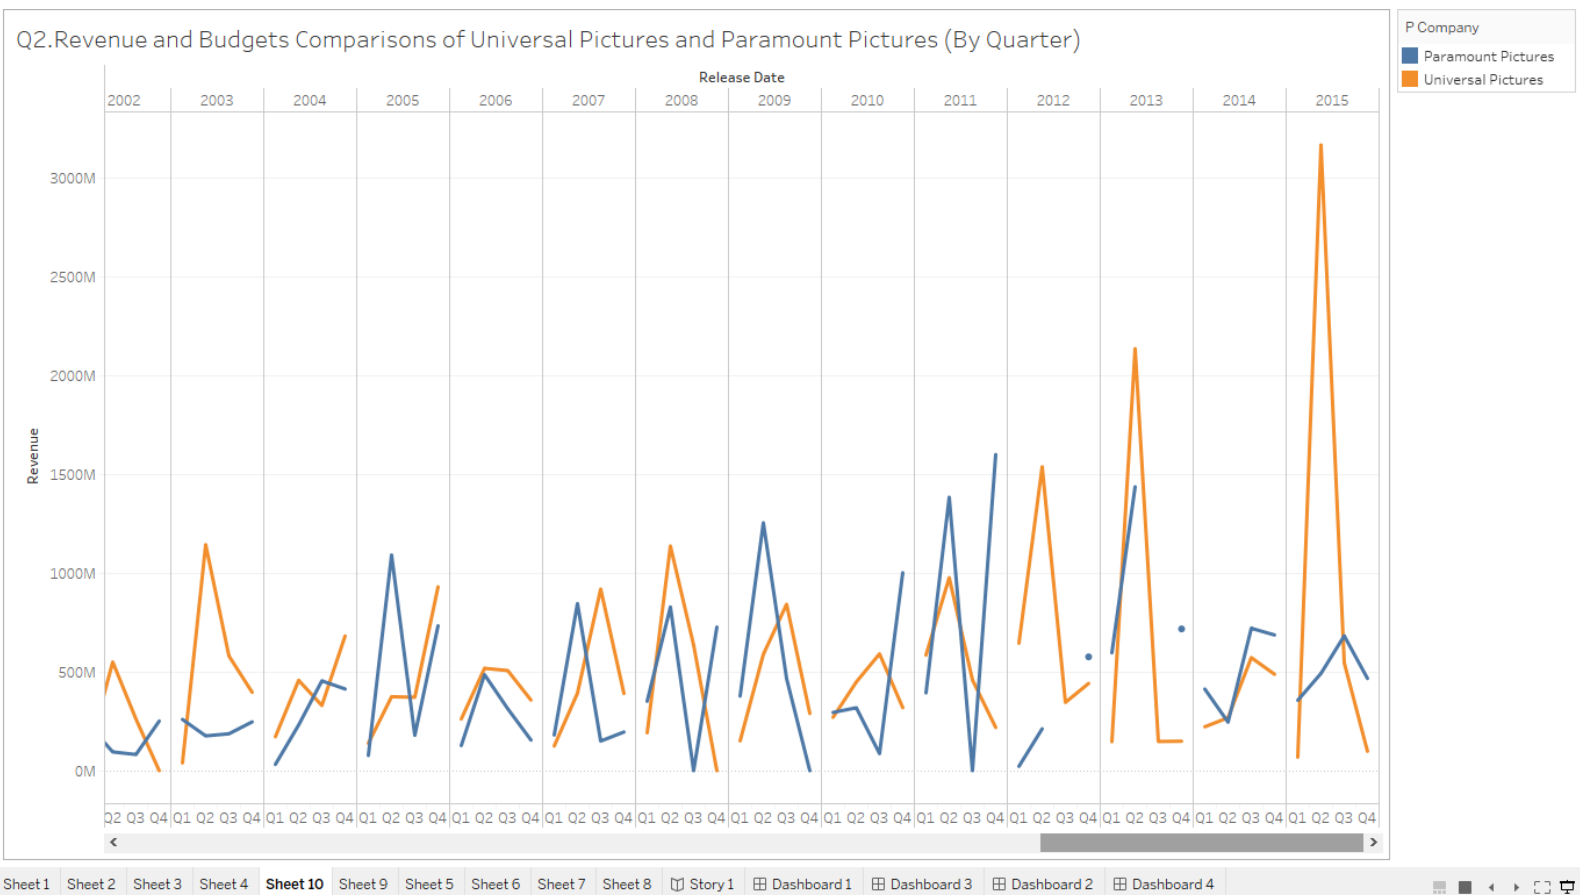 Q2.Revenue and Budgets Comparisons of Universal Pictures and Paramount Pictures (By Quarter)
P Company
Paramount Pictures
Universal Pictures
Release Date
2002 2003 2004 2005 2006 2007 2008 2009 2010 2011 2012 2013 2014 2015
3000M
2500M
2000M
1500M
1000M
500M
0M
Revenue
Q2 Q3 Q4 Q1 Q2 Q3 Q4 Q1 Q2 Q3 Q4 Q1 Q2 Q3 Q4 Q1 Q2 Q3 Q4 Q1 Q2 Q3 Q4 Q1 Q2 Q3 Q4 Q1 Q2 Q3 Q4 Q1 Q2 Q3 Q4 Q1 Q2 Q3 Q4 Q1 Q2 Q3 Q4 Q1 Q2 Q3 Q4 Q1 Q2 Q3 Q4 Q1 Q2 Q3 Q4
Sheet 1 Sheet 2 Sheet 3 Sheet 4 Sheet 10 Sheet 9 Sheet 5 Sheet 6 Sheet 7 Sheet 8 Story 1 Dashboard 1 Dashboard 3 Dashboard 2 Dashboard 4